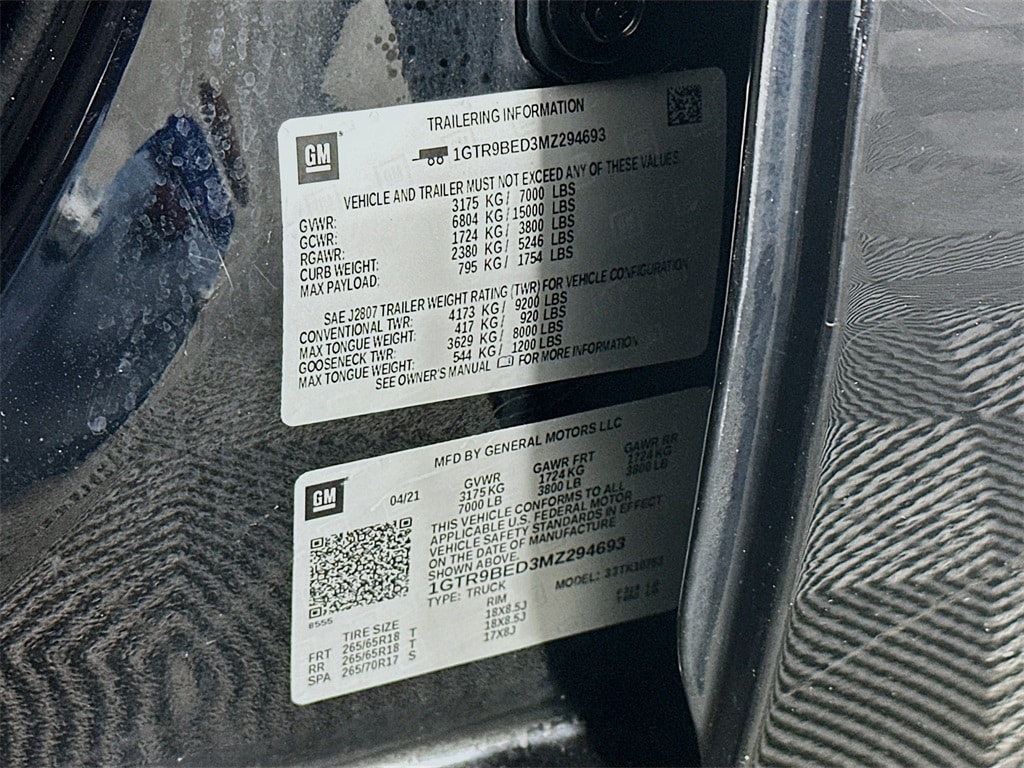 GM
TRAILERING INFORMATION
1GTR9BED3MZ294693
VEHICLE AND TRAILER MUST NOT EXCEED ANY OF THESE VALUES
GVWR: 3175 KG/ 7000 LBS
GCWR: 6804 KG/ 15000 LBS
RGAWR: 1724 KG/ 3800 LBS
CURB WEIGHT: 2380 KG/ 5246 LBS
MAX PAYLOAD: 795 KG/ 1754 LBS
SAE J2807 TRAILER WEIGHT RATING (TWR) FOR VEHICLE CONFIGURATION
CONVENTIONAL TWR: 4173 KG/ 9200 LBS
MAX TONGUE WEIGHT: 417 KG/ 920 LBS
GOOSENECK TWR: 3629 KG/ 8000 LBS
MAX TONGUE WEIGHT: 544 KG/ 1200 LBS
SEE OWNER'S MANUAL FOR MORE INFORMATION
GM
MFD BY GENERAL MOTORS LLC
04/21 GVWR GAWR FRT GAWR RR
3175 KG 1724 KG 1724 KG
7000 LB 3800 LB 3800 LB
THIS VEHICLE CONFORMS TO ALL
APPLICABLE U.S. FEDERAL MOTOR
VEHICLE SAFETY STANDARDS IN EFFECT
ON THE DATE OF MANUFACTURE
SHOWN ABOVE.
1GTR9BED3MZ294693
TYPE: TRUCK MODEL:
8555
TIRE SIZE RIM
FRT 265/65R18 T 18X8.5J
RR 265/65R18 T 18X8.5J
SPA 265/70R17 S 17X8J